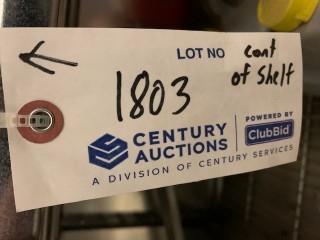 LOT NO
cont
of Shelf
1803
CENTURY
AUCTIONS
POWERED BY
ClubBid
A DIVISION OF CENTURY SERVICES